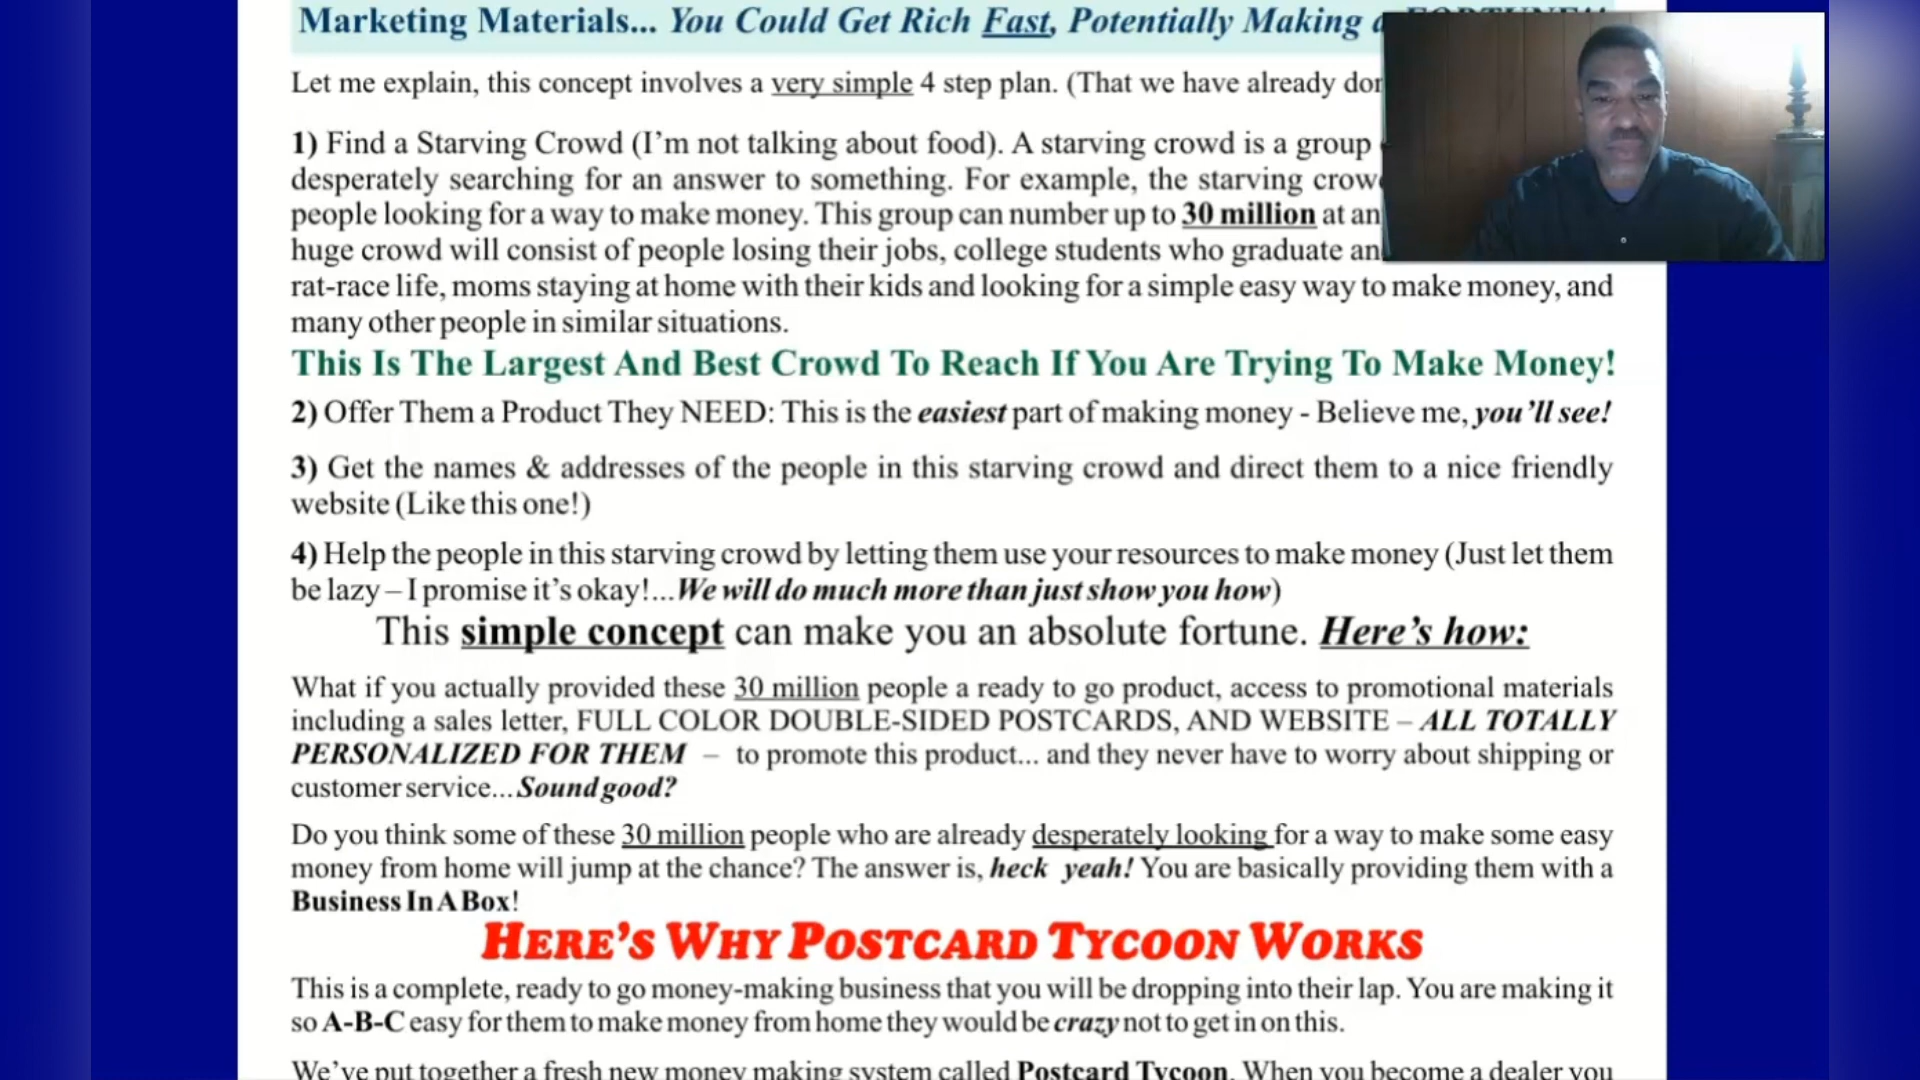 Marketing Materials... You Could Get Rich Fast, Potentially Making a
Let me explain, this concept involves a very simple 4 step plan. (That we have already
1) Find a Starving Crowd (I'm not talking about food). A starving crowd is a group
desperately searching for an answer to something. For example, the starving
people looking for a way to make money. This group can number up to 30 million at
huge crowd will consist of people losing their jobs, college students who graduate
rat-race life, moms staying at home with their kids and looking for a simple easy way to make money, and
many other people in similar situations.
This Is The Largest And Best Crowd To Reach If You Are Trying To Make Money!
2) Offer Them a Product They NEED: This is the easiest part of making money - Believe me, you'll see!
3) Get the names & addresses of the people in this starving crowd and direct them to a nice friendly
website (Like this one!)
4) Help the people in this starving crowd by letting them use your resources to make money (Just let them
be lazy – I promise it's okay!...We will do much more than just show you how)
This simple concept can make you an absolute fortune. Here's how:
What if you actually provided these 30 million people a ready to go product, access to promotional materials
including a sales letter, FULL COLOR DOUBLE-SIDED POSTCARDS, AND WEBSITE – ALL TOTALLY
PERSONALIZED FOR THEM – to promote this product... and they never have to worry about shipping or
customer service... Sound good?
Do you think some of these 30 million people who are already desperately looking for a way to make some easy
money from home will jump at the chance? The answer is, heck yeah! You are basically providing them with a
Business In A Box!
HERE'S WHY POSTCARD TYCOON WORKS
This is a complete, ready to go money-making business that you will be dropping into their lap. You are making it
so A-B-C easy for them to make money from home they would be crazy not to get in on this.
We've put together a fresh new money making system called Postcard Tycoon. When you become a dealer you